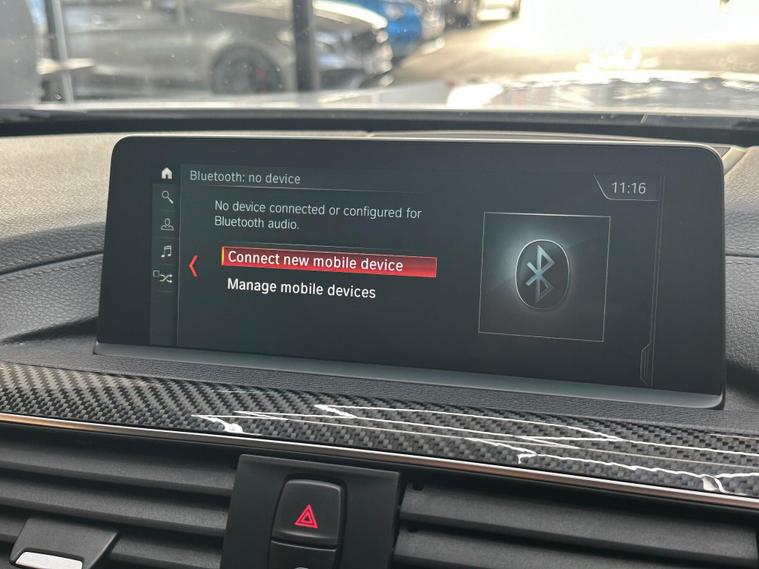 Bluetooth: no device
11:16
No device connected or configured for
Bluetooth audio.
Connect new mobile device
Manage mobile devices